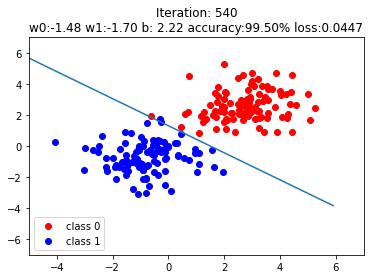 Iteration: 540
w0:-1.48 w1:-1.70 b: 2.22 accuracy:99.50% loss:0.0447
6
4
2
0
−2
−4
−6
class 0
class 1
−4 −2 0 2 4 6